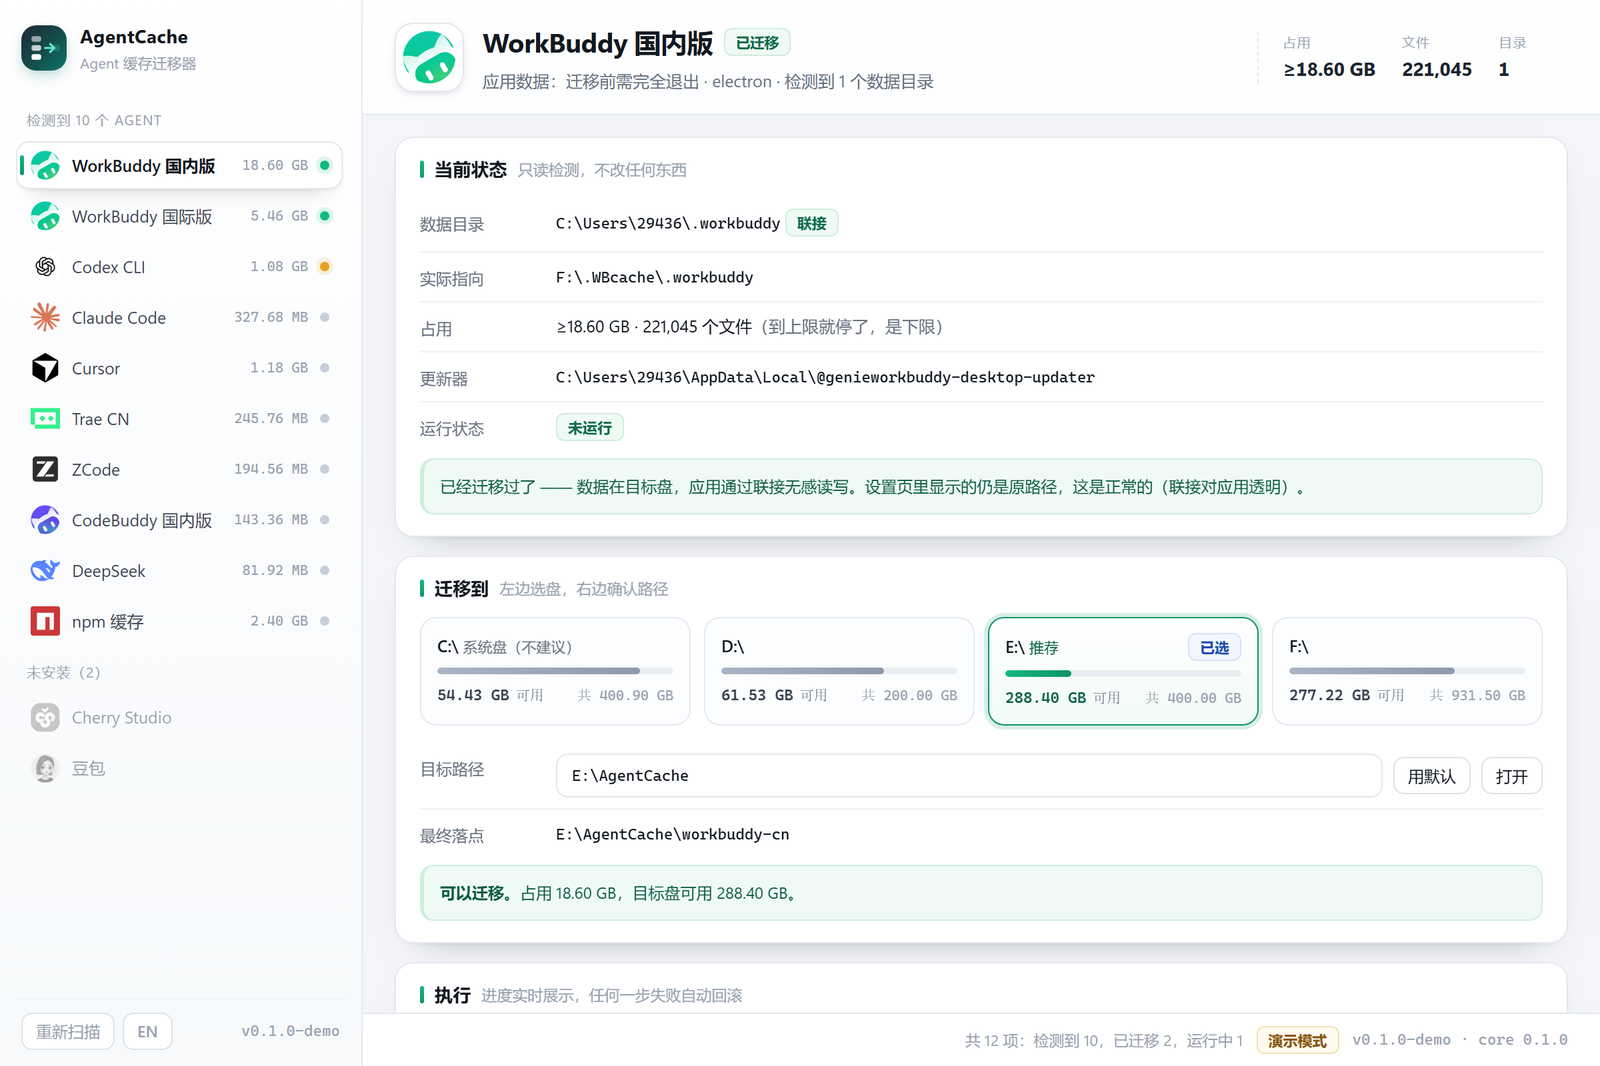 AgentCache
Agent 缓存迁移器
检测到 10 个 AGENT
WorkBuddy 国内版 18.60 GB
WorkBuddy 国际版 5.46 GB
Codex CLI 1.08 GB
Claude Code 327.68 MB
Cursor 1.18 GB
Trae CN 245.76 MB
ZCode 194.56 MB
CodeBuddy 国内版 143.36 MB
DeepSeek 81.92 MB
npm 缓存 2.40 GB
未安装（2）
Cherry Studio
豆包
重新扫描 EN v0.1.0-demo
WorkBuddy 国内版 已迁移
应用数据：迁移前需完全退出 · electron · 检测到 1 个数据目录
占用 文件 目录
≥18.60 GB 221,045 1
当前状态 只读检测，不改任何东西
数据目录 C:\Users\29436\.workbuddy 联接
实际指向 F:\.WBcache\.workbuddy
占用 ≥18.60 GB · 221,045 个文件（到上限就停了，是下限）
更新器 C:\Users\29436\AppData\Local\@genieworkbuddy-desktop-updater
运行状态 未运行
已经迁移过了 —— 数据在目标盘，应用通过联接无感读写。设置页里显示的仍是原路径，这是正常的（联接对应用透明）。
迁移到 左边选盘，右边确认路径
C:\ 系统盘（不建议）
54.43 GB 可用 共 400.90 GB
D:\
61.53 GB 可用 共 200.00 GB
E:\ 推荐 已选
288.40 GB 可用 共 400.00 GB
F:\
277.22 GB 可用 共 931.50 GB
目标路径 E:\AgentCache 用默认 打开
最终落点 E:\AgentCache\workbuddy-cn
可以迁移。占用 18.60 GB，目标盘可用 288.40 GB。
执行 进度实时展示，任何一步失败自动回滚
共 12 项：检测到 10，已迁移 2，运行中 1 演示模式 v0.1.0-demo · core 0.1.0